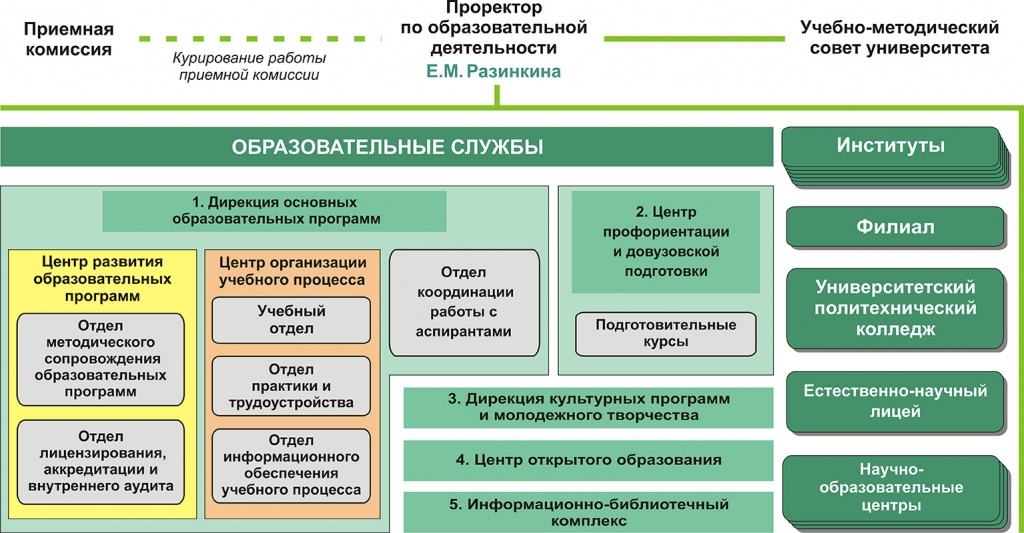 Приемная
комиссия
Курирование работы
приемной комиссии
Проректор
по образовательной
деятельности
Е.М. Разинкина
Учебно-методический
совет университета
ОБРАЗОВАТЕЛЬНЫЕ СЛУЖБЫ
1. Дирекция основных
образовательных программ
Центр развития
образовательных
программ
Отдел
методического
сопровождения
образовательных
программ
Отдел
лицензирования,
аккредитации и
внутреннего аудита
Центр организации
учебного процесса
Учебный
отдел
Отдел
практики и
трудоустройства
Отдел
информационного
обеспечения
учебного процесса
Отдел
координации
работы с
аспирантами
2. Центр
профориентации
и довузовской
подготовки
Подготовительные
курсы
3. Дирекция культурных программ
и молодежного творчества
4. Центр открытого образования
5. Информационно-библиотечный
комплекс
Институты
Филиал
Университетский
политехнический
колледж
Естественно-научный
лицей
Научно-
образовательные
центры